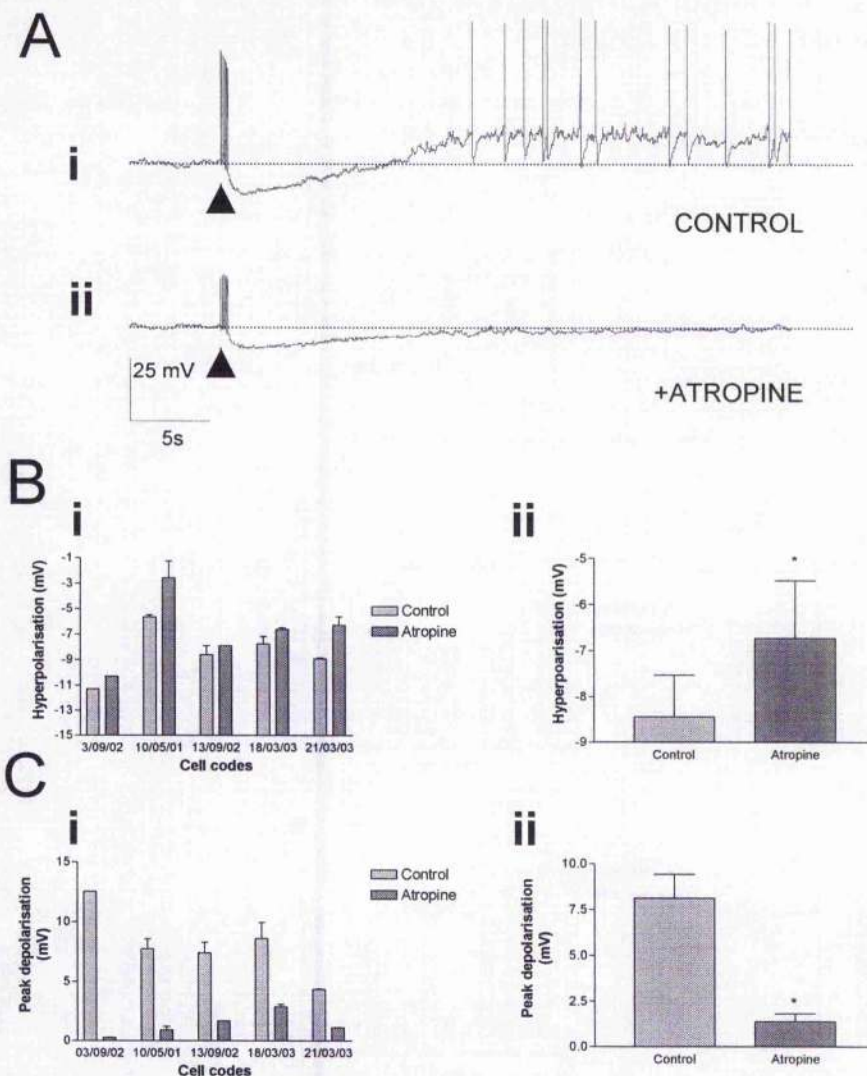 A
i
CONTROL
ii
25 mV
5s
+ATROPINE
B
i
Hyperpolarisation (mV)
-1
-3
-5
-7
-9
-11
-13
-15
3/09/02 10/05/01 13/09/02 18/03/03 21/03/03
Cell codes
Control
Atropine
ii
Hyperpoarisation (mV)
-5
-6
-7
-8
-9
*
Control Atropine
C
i
Peak depolarisation
(mV)
15
10
5
0
03/09/02 10/05/01 13/09/02 18/03/03 21/03/03
Cell codes
Control
Atropine
ii
Peak depolarisation
(mV)
10.0
7.5
5.0
2.5
0.0
*
Control Atropine